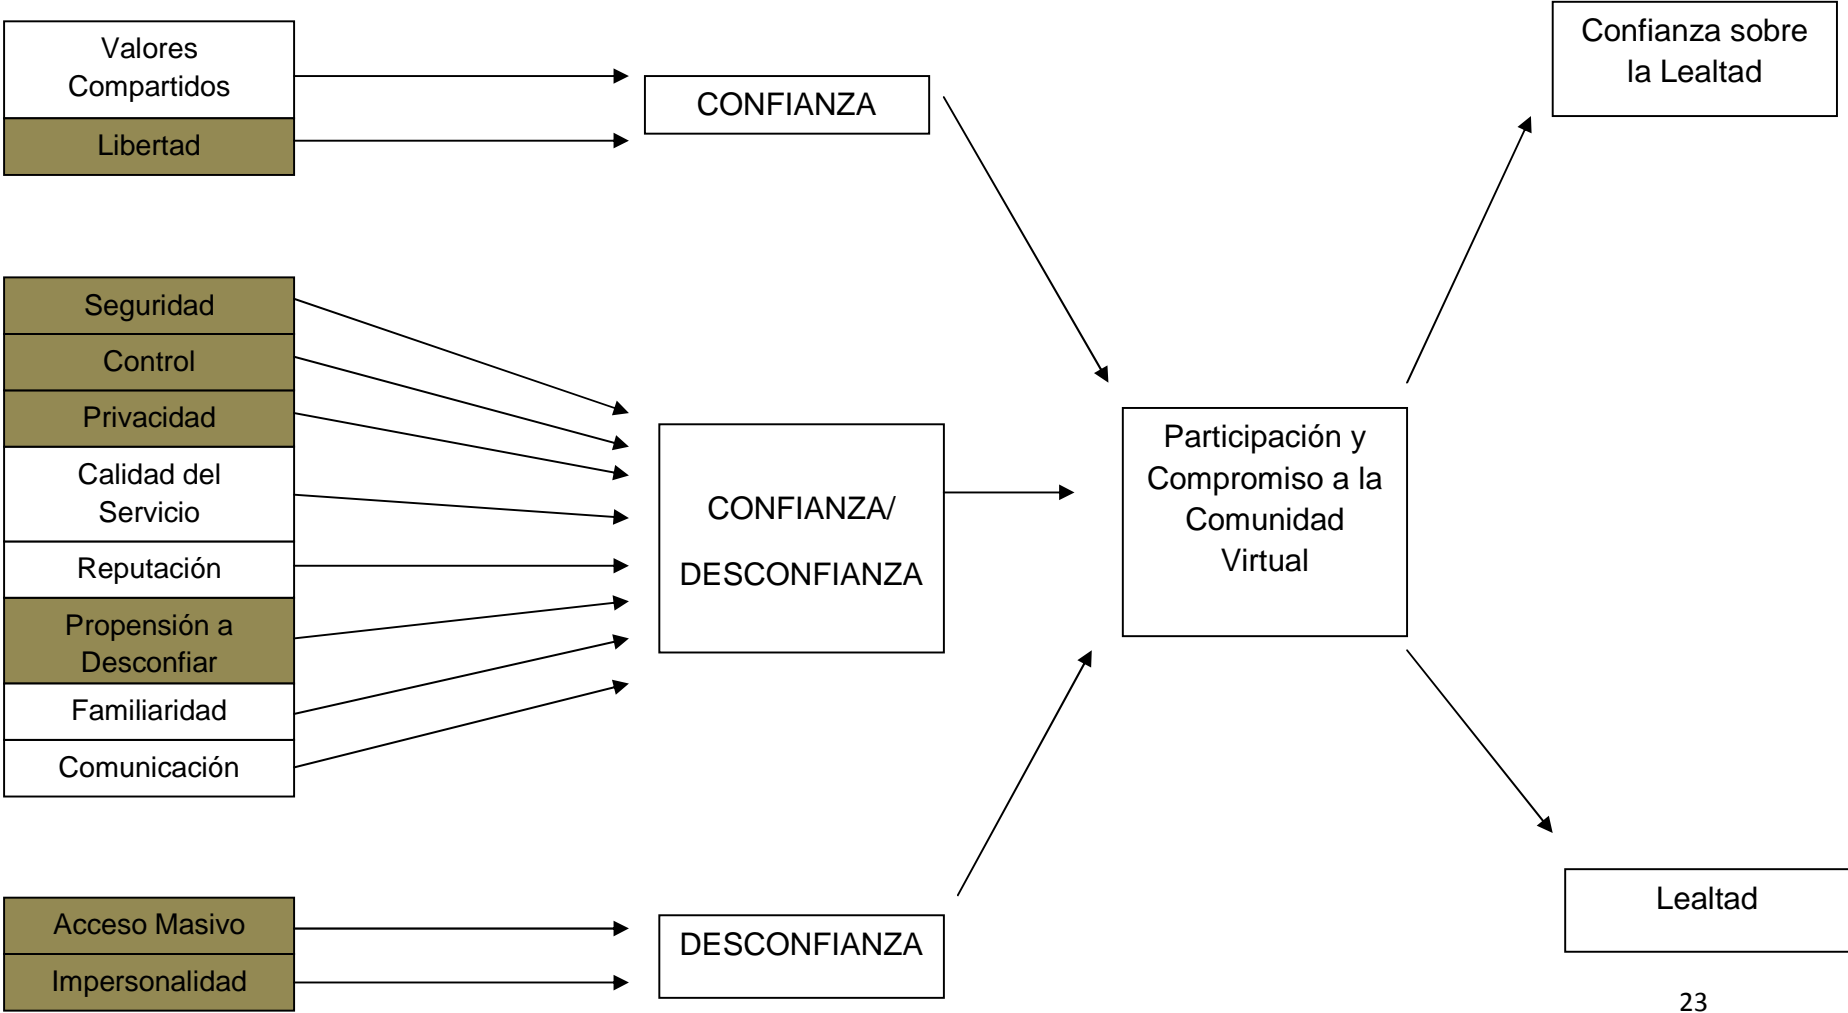 Valores
Compartidos
Libertad
CONFIANZA
Confianza sobre
la Lealtad
Seguridad
Control
Privacidad
Calidad del
Servicio
Reputación
Propensión a
Desconfiar
Familiaridad
Comunicación
CONFIANZA/
DESCONFIANZA
Participación y
Compromiso a la
Comunidad
Virtual
Acceso Masivo
Impersonalidad
DESCONFIANZA
Lealtad
23